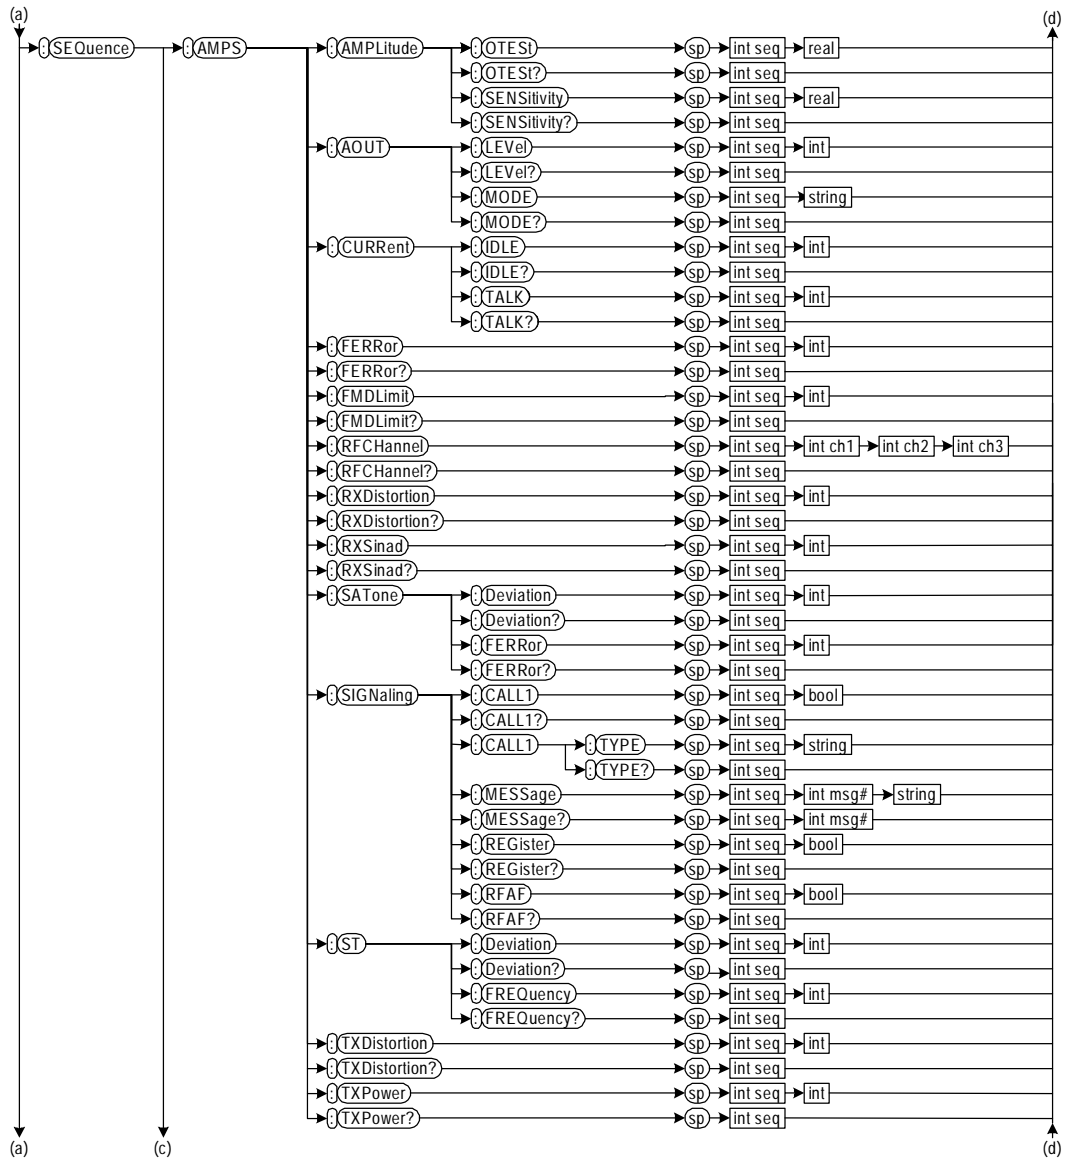 (a) (d)
:SEQuence :AMPS :AMPLitude :OTESt sp int seq real
:OTESt? sp int seq
:SENSitivity sp int seq real
:SENSitivity? sp int seq
:AOUT :LEVel sp int seq int
:LEVel? sp int seq
:MODE sp int seq string
:MODE? sp int seq
:CURRent :IDLE sp int seq int
:IDLE? sp int seq
:TALK sp int seq int
:TALK? sp int seq
:FERRor sp int seq int
:FERRor? sp int seq
:FMDLimit sp int seq int
:FMDLimit? sp int seq
:RFCHannel sp int seq int ch1 int ch2 int ch3
:RFCHannel? sp int seq
:RXDistortion sp int seq int
:RXDistortion? sp int seq
:RXSinad sp int seq int
:RXSinad? sp int seq
:SATone :Deviation sp int seq int
:Deviation? sp int seq
:FERRor sp int seq int
:FERRor? sp int seq
:SIGNaling :CALL1 sp int seq bool
:CALL1? sp int seq
:CALL1 :TYPE sp int seq string
:TYPE? sp int seq
:MESSage sp int seq int msg# string
:MESSage? sp int seq int msg#
:REGister sp int seq bool
:REGister? sp int seq
:RFAF sp int seq bool
:RFAF? sp int seq
:ST :Deviation sp int seq int
:Deviation? sp int seq
:FREQuency sp int seq int
:FREQuency? sp int seq
:TXDistortion sp int seq int
:TXDistortion? sp int seq
:TXPower sp int seq int
:TXPower? sp int seq
(a) (c) (d)